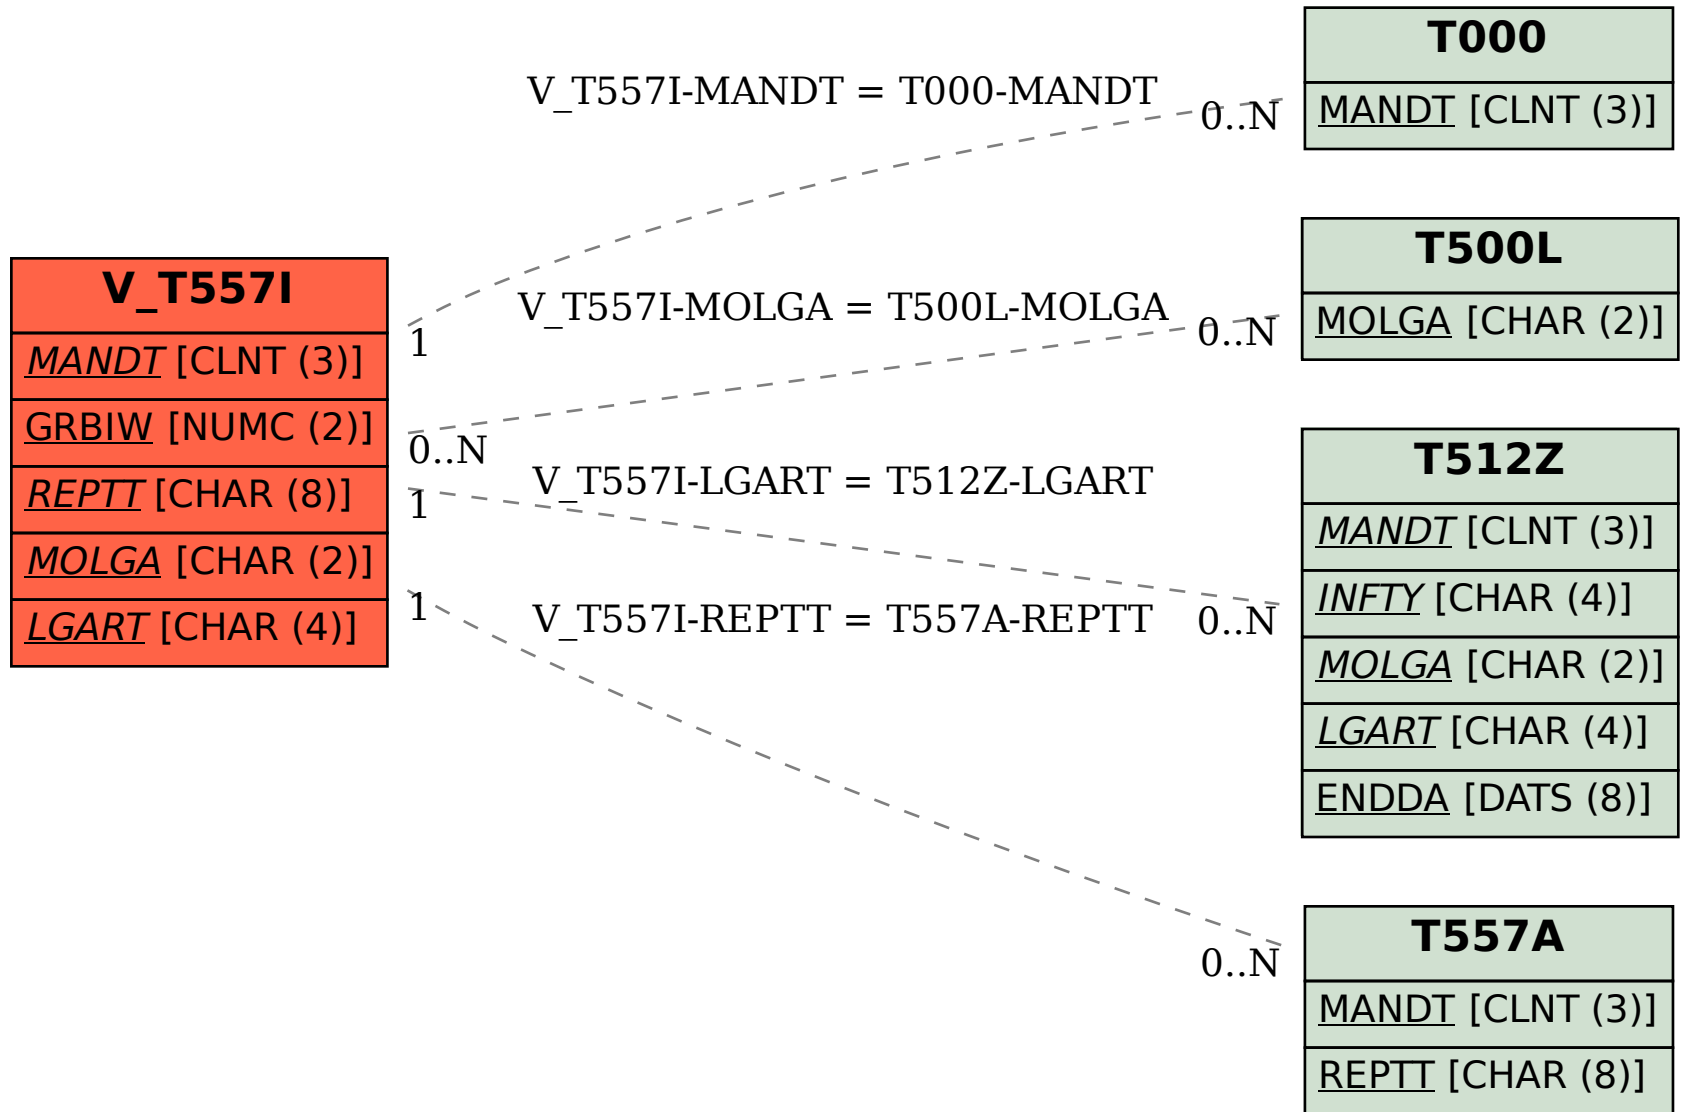 V_T557I
MANDT [CLNT (3)]
GRBIW [NUMC (2)]
REPTT [CHAR (8)]
MOLGA [CHAR (2)]
LGART [CHAR (4)]
V_T557I-MANDT = T000-MANDT
0..N
1
V_T557I-MOLGA = T500L-MOLGA
0..N
0..N
V_T557I-LGART = T512Z-LGART
1
0..N
V_T557I-REPTT = T557A-REPTT
1
0..N
T000
MANDT [CLNT (3)]
T500L
MOLGA [CHAR (2)]
T512Z
MANDT [CLNT (3)]
INFTY [CHAR (4)]
MOLGA [CHAR (2)]
LGART [CHAR (4)]
ENDDA [DATS (8)]
T557A
MANDT [CLNT (3)]
REPTT [CHAR (8)]